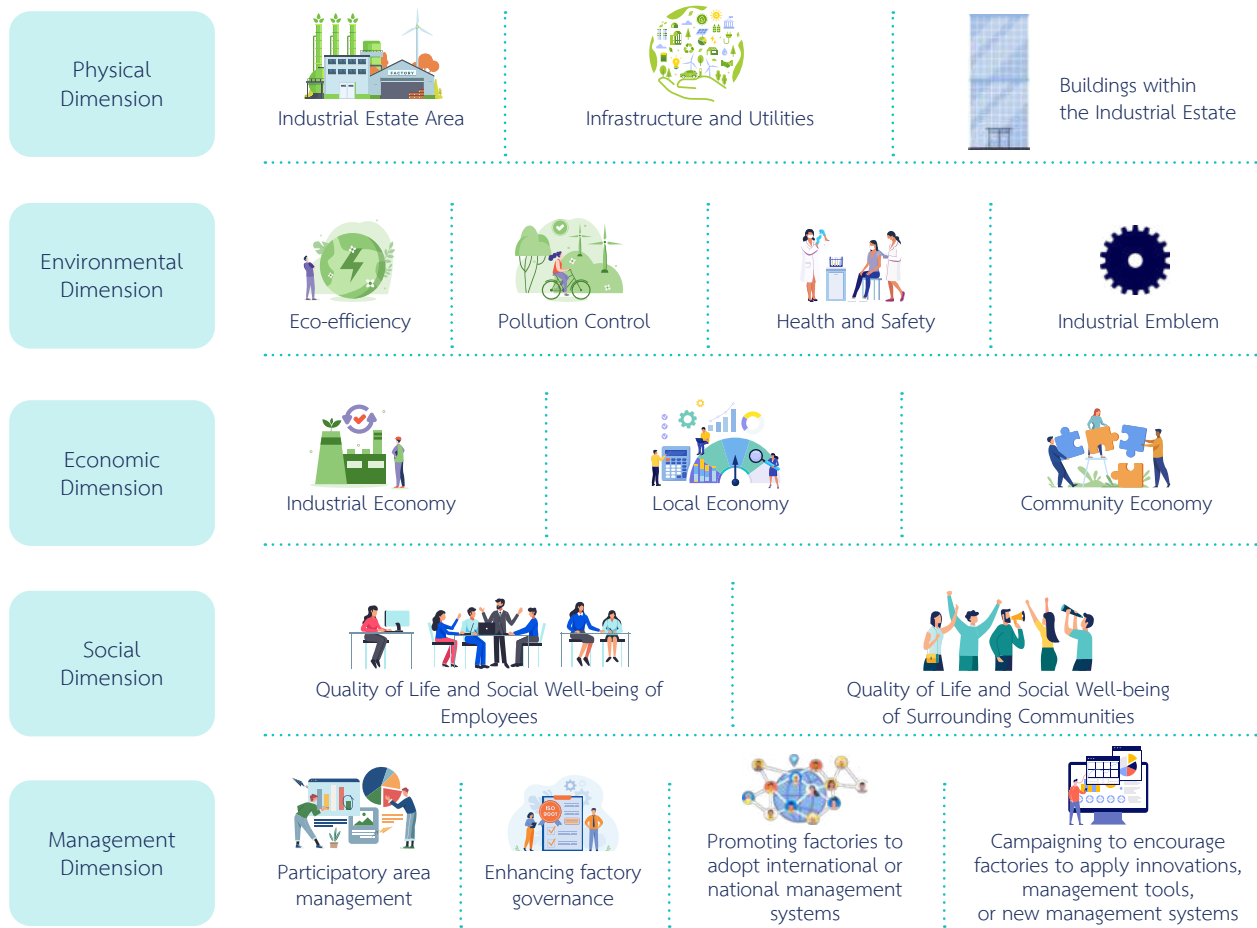 Physical
Dimension
FACTORY
Industrial Estate Area
Infrastructure and Utilities
Buildings within
the Industrial Estate
Environmental
Dimension
Eco-efficiency
Pollution Control
Health and Safety
Industrial Emblem
Economic
Dimension
Industrial Economy
Local Economy
Community Economy
Social
Dimension
Quality of Life and Social Well-being of
Employees
Quality of Life and Social Well-being
of Surrounding Communities
Management
Dimension
Participatory area
management
ISO
9001
Enhancing factory
governance
Promoting factories to
adopt international or
national management
systems
Campaigning to encourage
factories to apply innovations,
management tools,
or new management systems